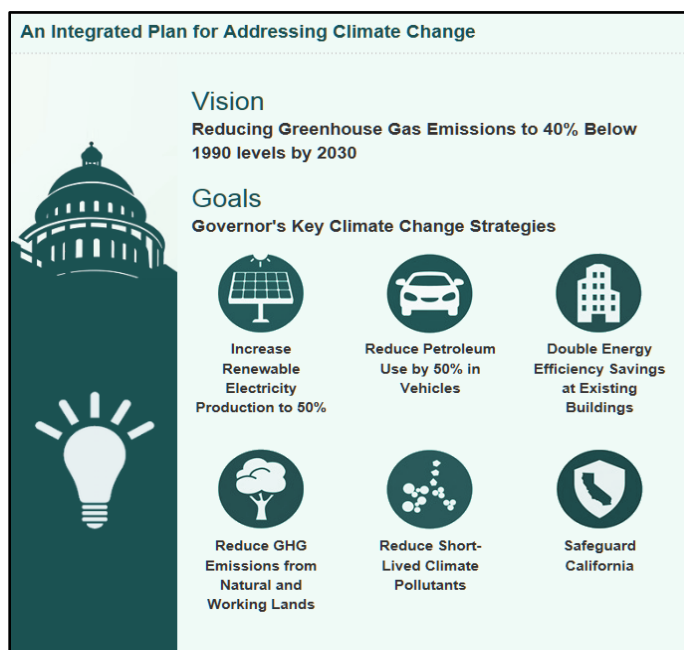 An Integrated Plan for Addressing Climate Change
Vision
Reducing Greenhouse Gas Emissions to 40% Below
1990 levels by 2030
Goals
Governor's Key Climate Change Strategies
Increase
Renewable
Electricity
Production to 50%
Reduce Petroleum
Use by 50% in
Vehicles
Double Energy
Efficiency Savings
at Existing
Buildings
Reduce GHG
Emissions from
Natural and
Working Lands
Reduce Short-
Lived Climate
Pollutants
Safeguard
California